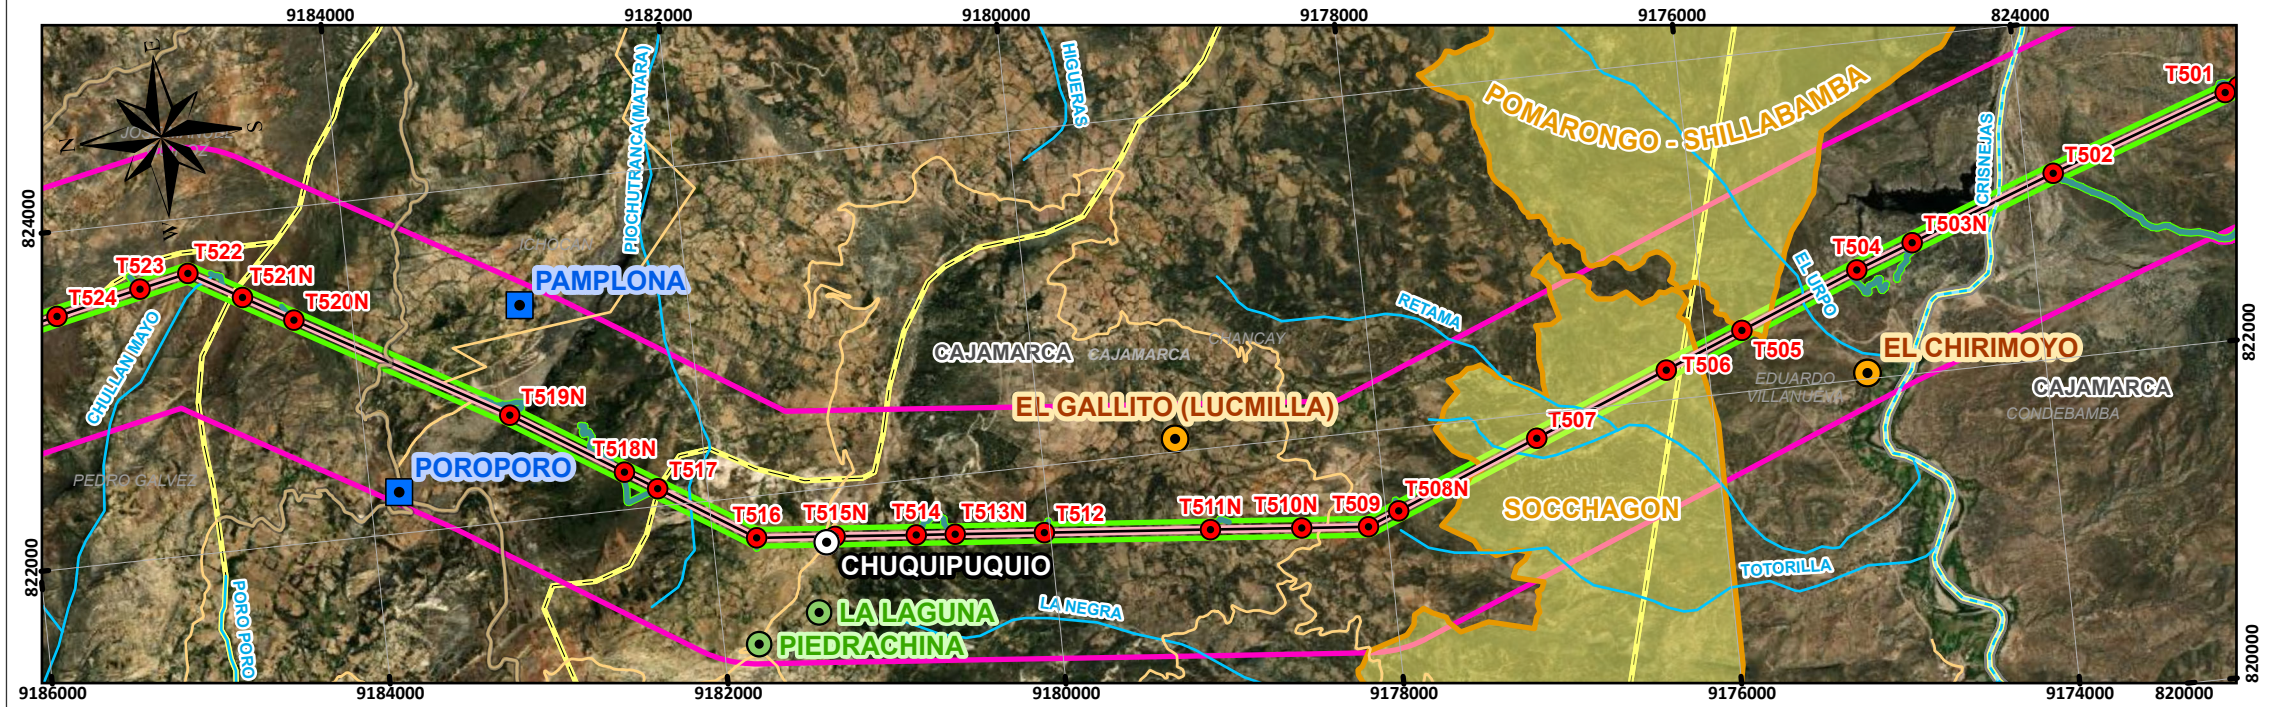 9184000
9182000
9180000
9178000
9176000
824000
E
N
S
W
PIOCHUTRANCA(MATARA)
HIGUERAS
POMARONGO - SHILLABAMBA
CRISNEJAS
T501
T502
T503N
T504
EL URPO
824000
T524
T523
T522
T521N
T520N
ICHOCAN
PAMPLONA
CHULLAN MAYO
CAJAMARCA
CAJAMARCA
CHANCAY
RETAMA
T505
T506
EL CHIRIMOYO
822000
EDUARDO
VILLANUEVA
CAJAMARCA
CONDEBAMBA
T519N
EL GALLITO (LUCMILLA)
T507
T518N
T517
POROPORO
PEDRO GALVEZ
T516
T515N
T514
T513N
T512
T511N
T510N
T509
T508N
SOCCHAGON
CHUQUIPUQUIO
TOTORILLA
822000
PORO PORO
LA LAGUNA
LA NEGRA
PIEDRACHINA
820000
9186000
9184000
9182000
9180000
9178000
9176000
9174000
820000